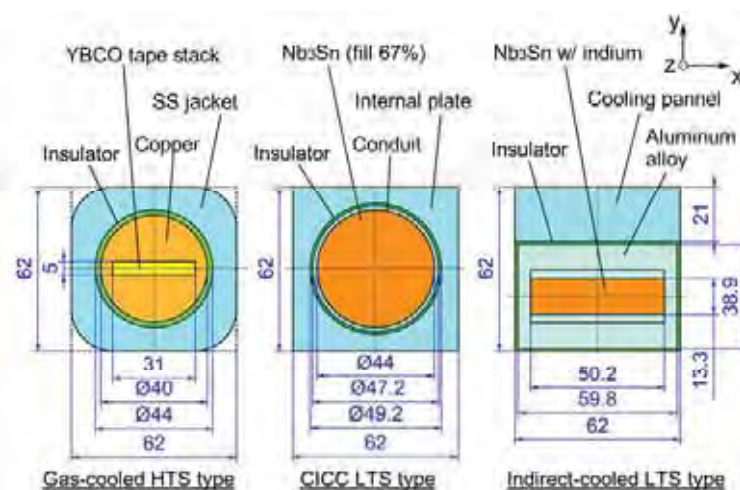 YBCO tape stack
SS jacket
Copper
Insulator
62
5
31
Ø40
Ø44
62
Gas-cooled HTS type
Nb3Sn (fill 67%)
Internal plate
Conduit
Insulator
62
Ø44
Ø47.2
Ø49.2
62
CICC LTS type
y
z
x
Nb3Sn w/ indium
Cooling pannel
Aluminum
alloy
Insulator
62
21
38.9
13.3
50.2
59.8
62
Indirect-cooled LTS type